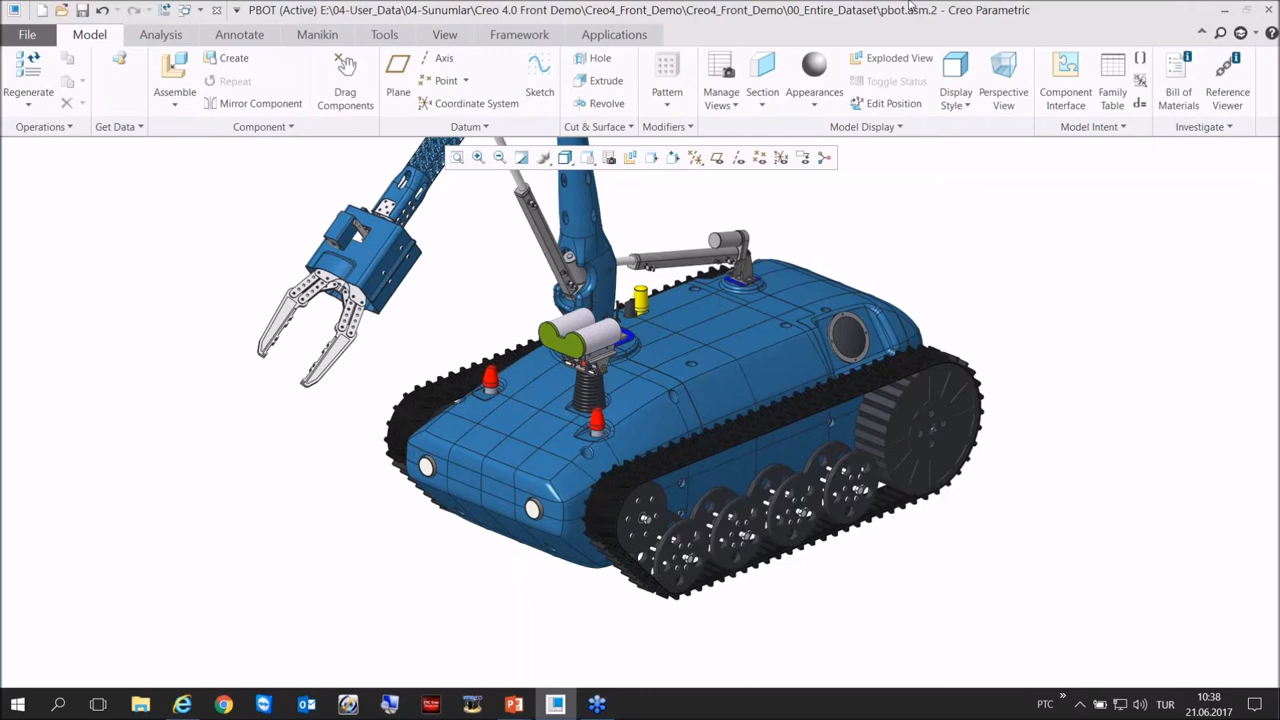 PBOT (Active) E:\04-User_Data\04-Sunumlar\Creo 4.0 Front Demo\Creo4_Front_Demo\Creo4_Front_Demo\00_Entire_Dataset\pbot.asm.2 - Creo Parametric
File Model Analysis Annotate Manikin Tools View Framework Applications
Regenerate
Assemble
Create
Repeat
Mirror Component
Drag
Components
Plane
Axis
Point
Coordinate System
Sketch
Hole
Extrude
Revolve
Pattern
Manage
Views
Section
Appearances
Exploded View
Toggle Status
Edit Position
Display
Style
Perspective
View
Component
Interface
Family
Table
d=
Bill of
Materials
Reference
Viewer
Operations Get Data Component Datum Cut & Surface Modifiers Model Display Model Intent Investigate
PTC
TUR
10:38
21.06.2017